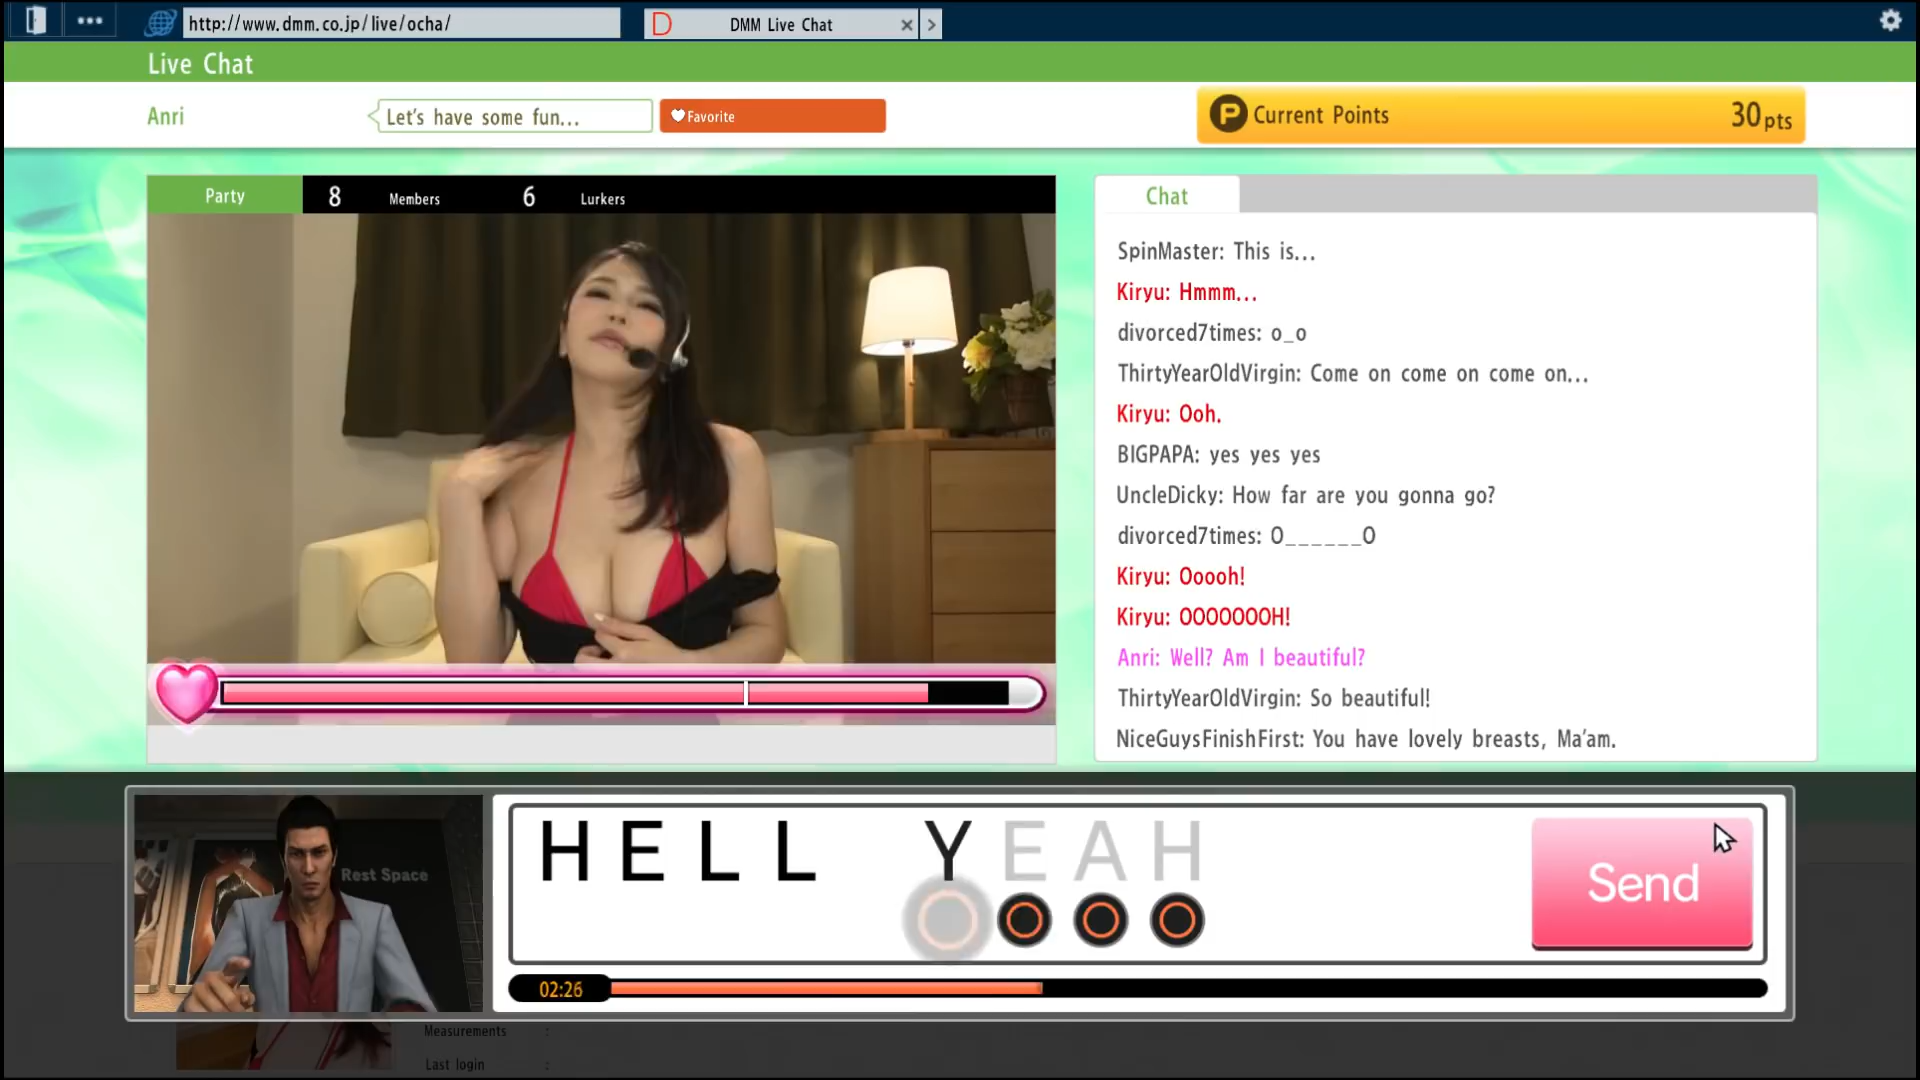 http://www.dmm.co.jp/live/ocha/
DMM Live Chat
Live Chat
Anri
Let's have some fun...
Favorite
P Current Points 30pts
Party 8 Members 6 Lurkers
Chat
SpinMaster: This is...
Kiryu: Hmmm...
divorced7times: o_o
ThirtyYearOldVirgin: Come on come on come on...
Kiryu: Ooh.
BIGPAPA: yes yes yes
UncleDicky: How far are you gonna go?
divorced7times: O______O
Kiryu: Ooooh!
Kiryu: OOOOOOOH!
Anri: Well? Am I beautiful?
ThirtyYearOldVirgin: So beautiful!
NiceGuysFinishFirst: You have lovely breasts, Ma'am.
Rest Space
HELL YEAH
Send
02:26
Measurements :
Last login :